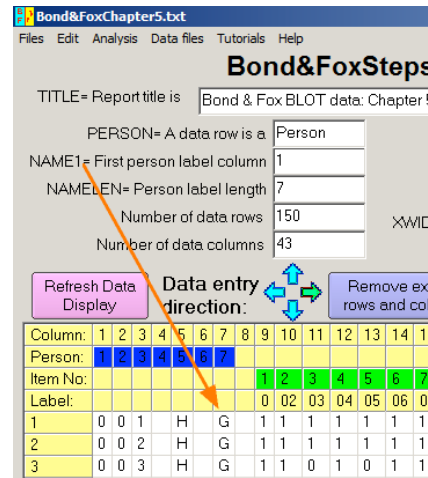 Bond&FoxChapter5.txt
Files Edit Analysis Data files Tutorials Help
Bond&FoxSteps
TITLE= Report title is Bond & Fox BLOT data: Chapter
PERSON= A data row is a Person
NAME1= First person label column 1
NAMELEN= Person label length 7
Number of data rows 150
XWID
Number of data columns 43
Refresh Data Display
Data entry direction:
Remove ex
rows and col
Column: 1 2 3 4 5 6 7 8 9 10 11 12 13 14 1
Person: 1 2 3 4 5 6 7
Item No: 1 2 3 4 5 6 7
Label: 0 02 03 04 05 06 0
1 0 0 1 H G 1 1 1 1 1 1 1
2 0 0 2 H G 1 1 1 1 1 1 1
3 0 0 3 H G 1 1 0 1 0 1 1